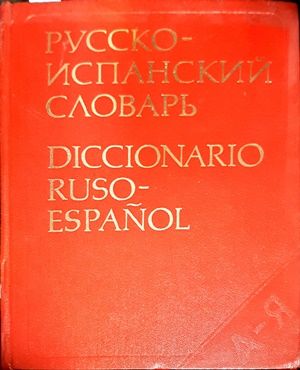 РУССКО-
ИСПАНСКИЙ
СЛОВАРЬ
DICCIONARIO
RUSO-
ESPAÑOL
А-Я